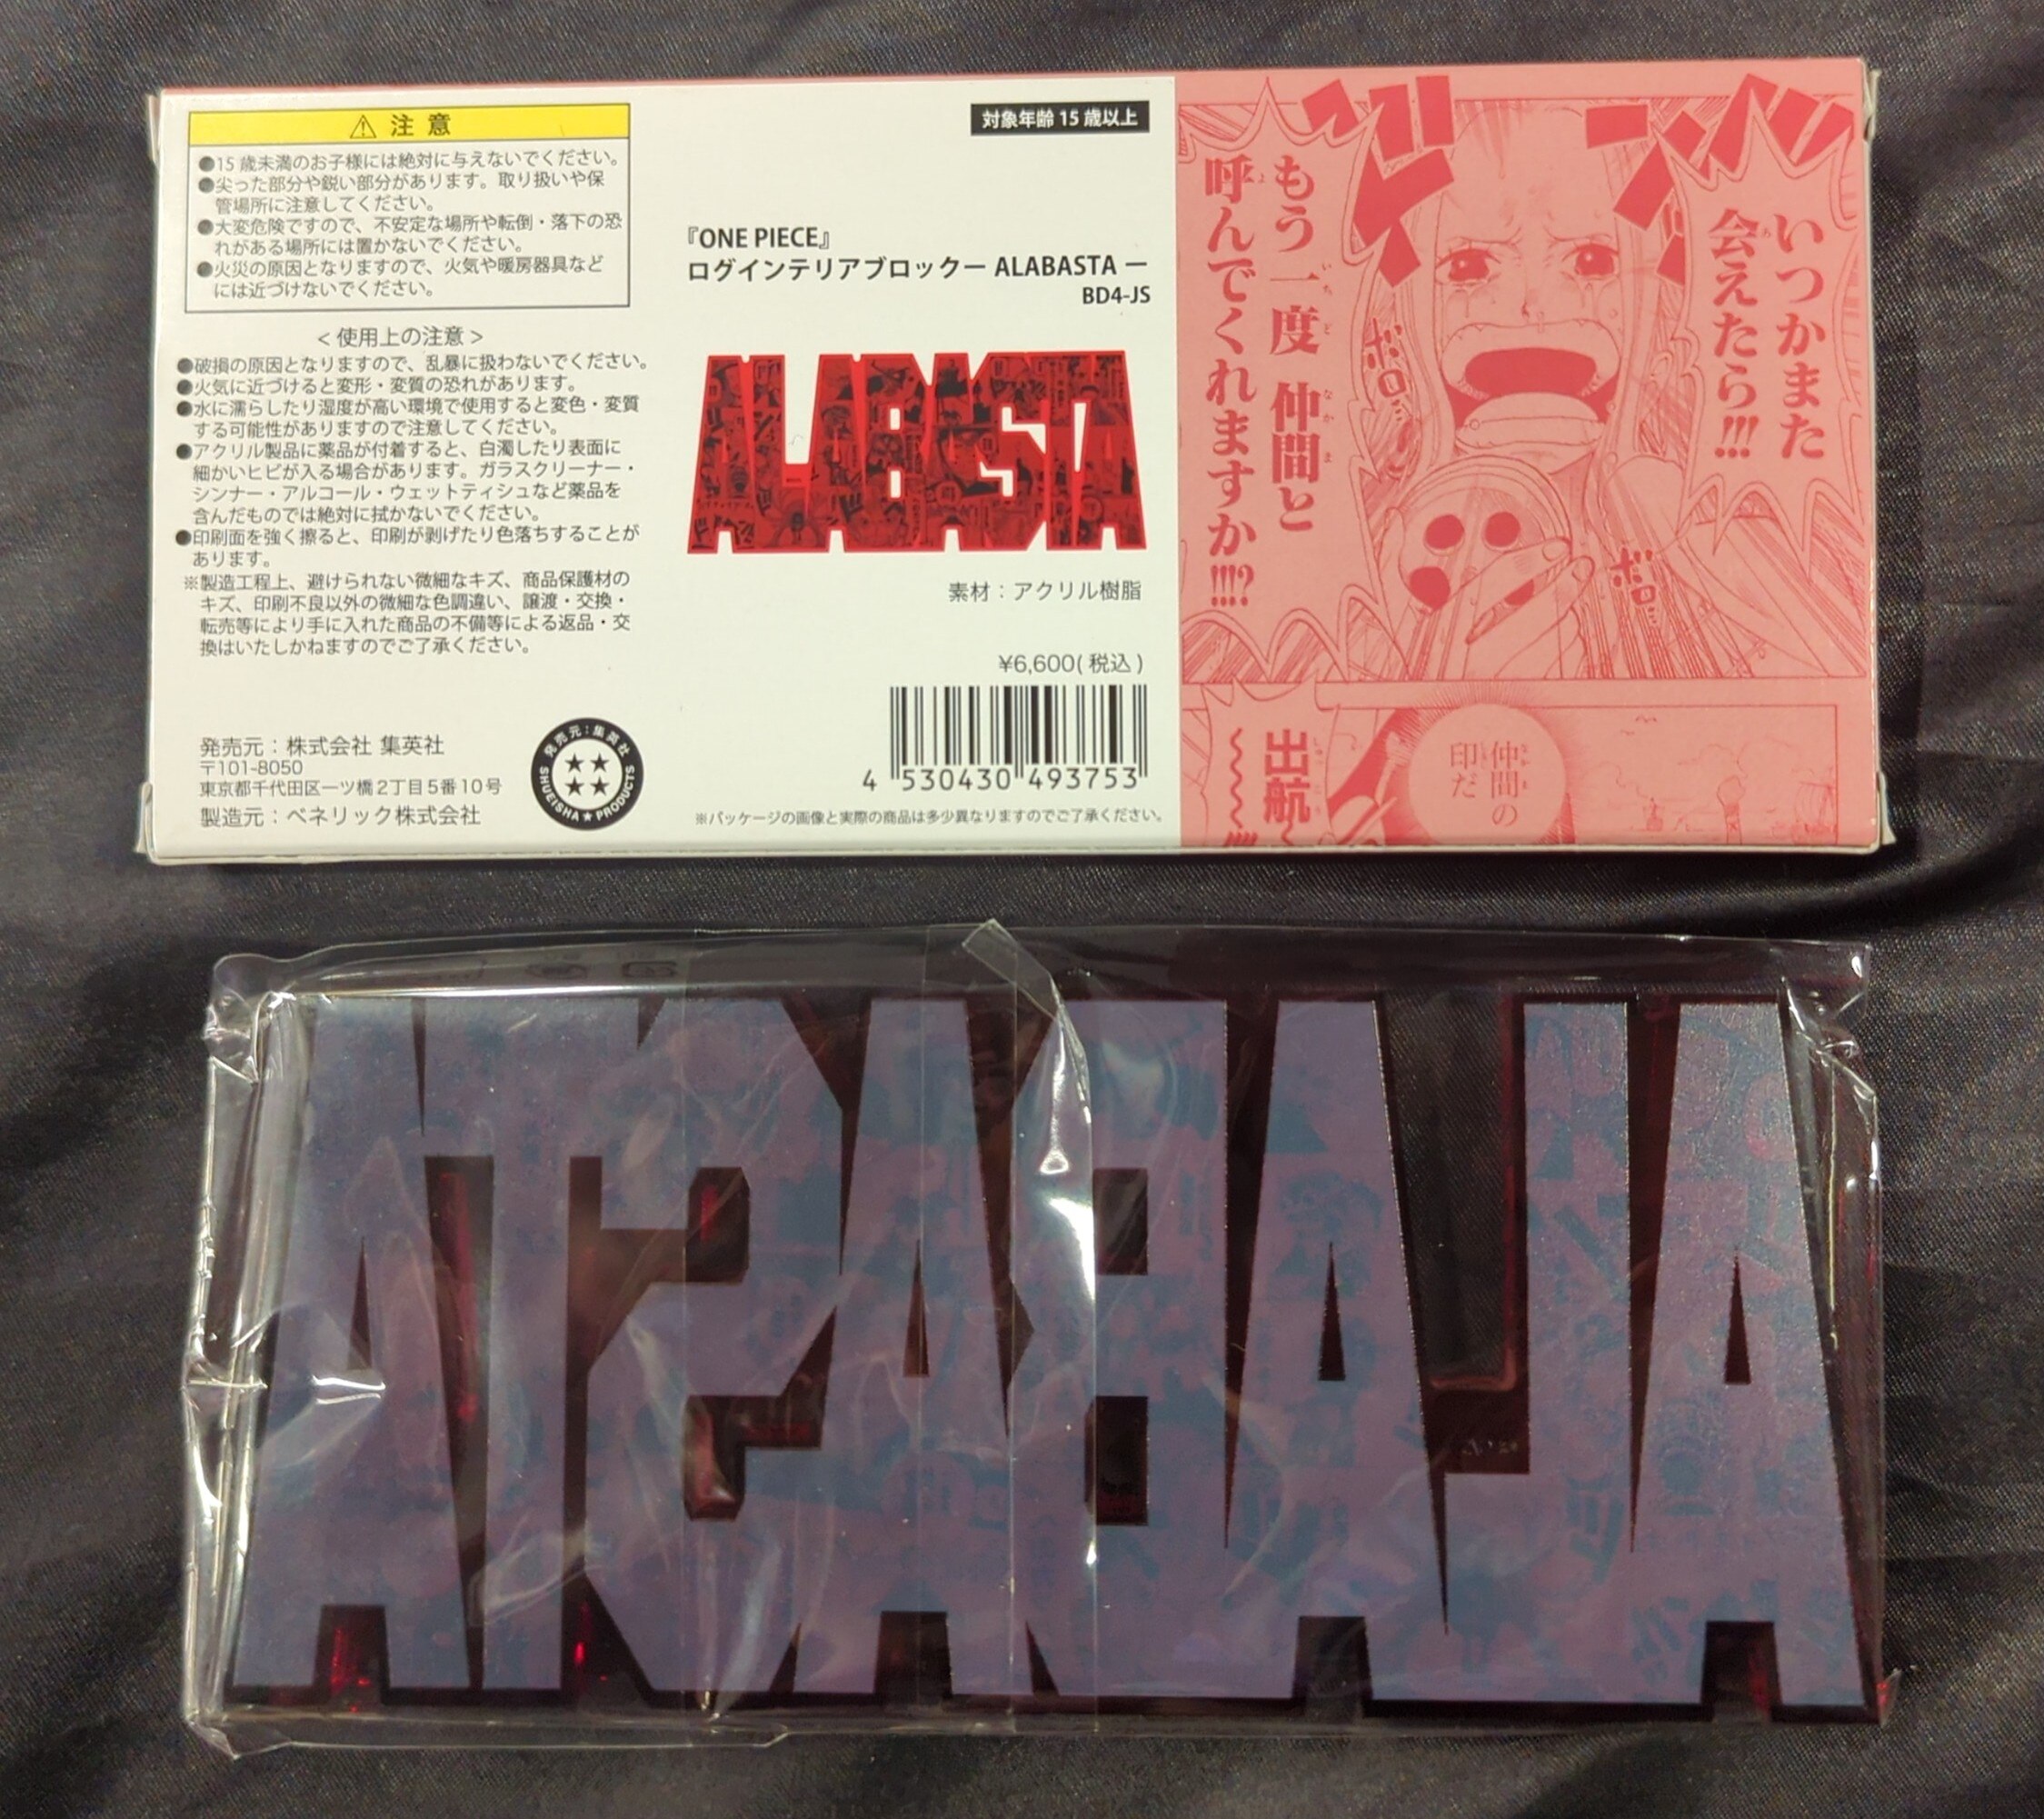 ⚠ 注 意
●15 歳未満のお子様には絶対に与えないでください。
●尖った部分や鋭い部分があります。取り扱いや保
管場所に注意してください。
●大変危険ですので、不安定な場所や転倒・落下の恐
れがある場所には置かないでください。
●火災の原因となりますので、火気や暖房器具など
には近づけないでください。
< 使用上の注意 >
●破損の原因となりますので、乱暴に扱わないでください。
●火気に近づけると変形・変質の恐れがあります。
●水に濡らしたり湿度が高い環境で使用すると変色・変質
する可能性がありますので注意してください。
●アクリル製品に薬品が付着すると、白濁したり表面に
細かいヒビが入る場合があります。ガラスクリーナー・
シンナー・アルコール・ウェットティシュなど薬品を
含んだものでは絶対に拭かないでください。
●印刷面を強く擦ると、印刷が剥げたり色落ちすることが
あります。
※製造工程上、避けられない微細なキズ、商品保護材の
キズ、印刷不良以外の微細な色調違い、譲渡・交換・
転売等により手に入れた商品の不備等による返品・交
換はいたしかねますのでご了承ください。
発売元：株式会社 集英社
〒101-8050
東京都千代田区一ツ橋2丁目5番10号
製造元：ベネリック株式会社
発売元：集英社
SHUEISHA ★ PRODUCTS
対象年齢 15 歳以上
『ONE PIECE』
ログインテリアブロックー ALABASTA ー
BD4-JS
ALABASTA
素材：アクリル樹脂
¥6,600( 税込 )
4 530430 493753
※パッケージの画像と実際の商品は多少異なりますのでご了承ください。
いつかまた
会えたら!!!
もう一度 仲間と
呼んでくれますか!!!?
ボロ
ボロ
仲間の
印だ
出航
ALABASTA